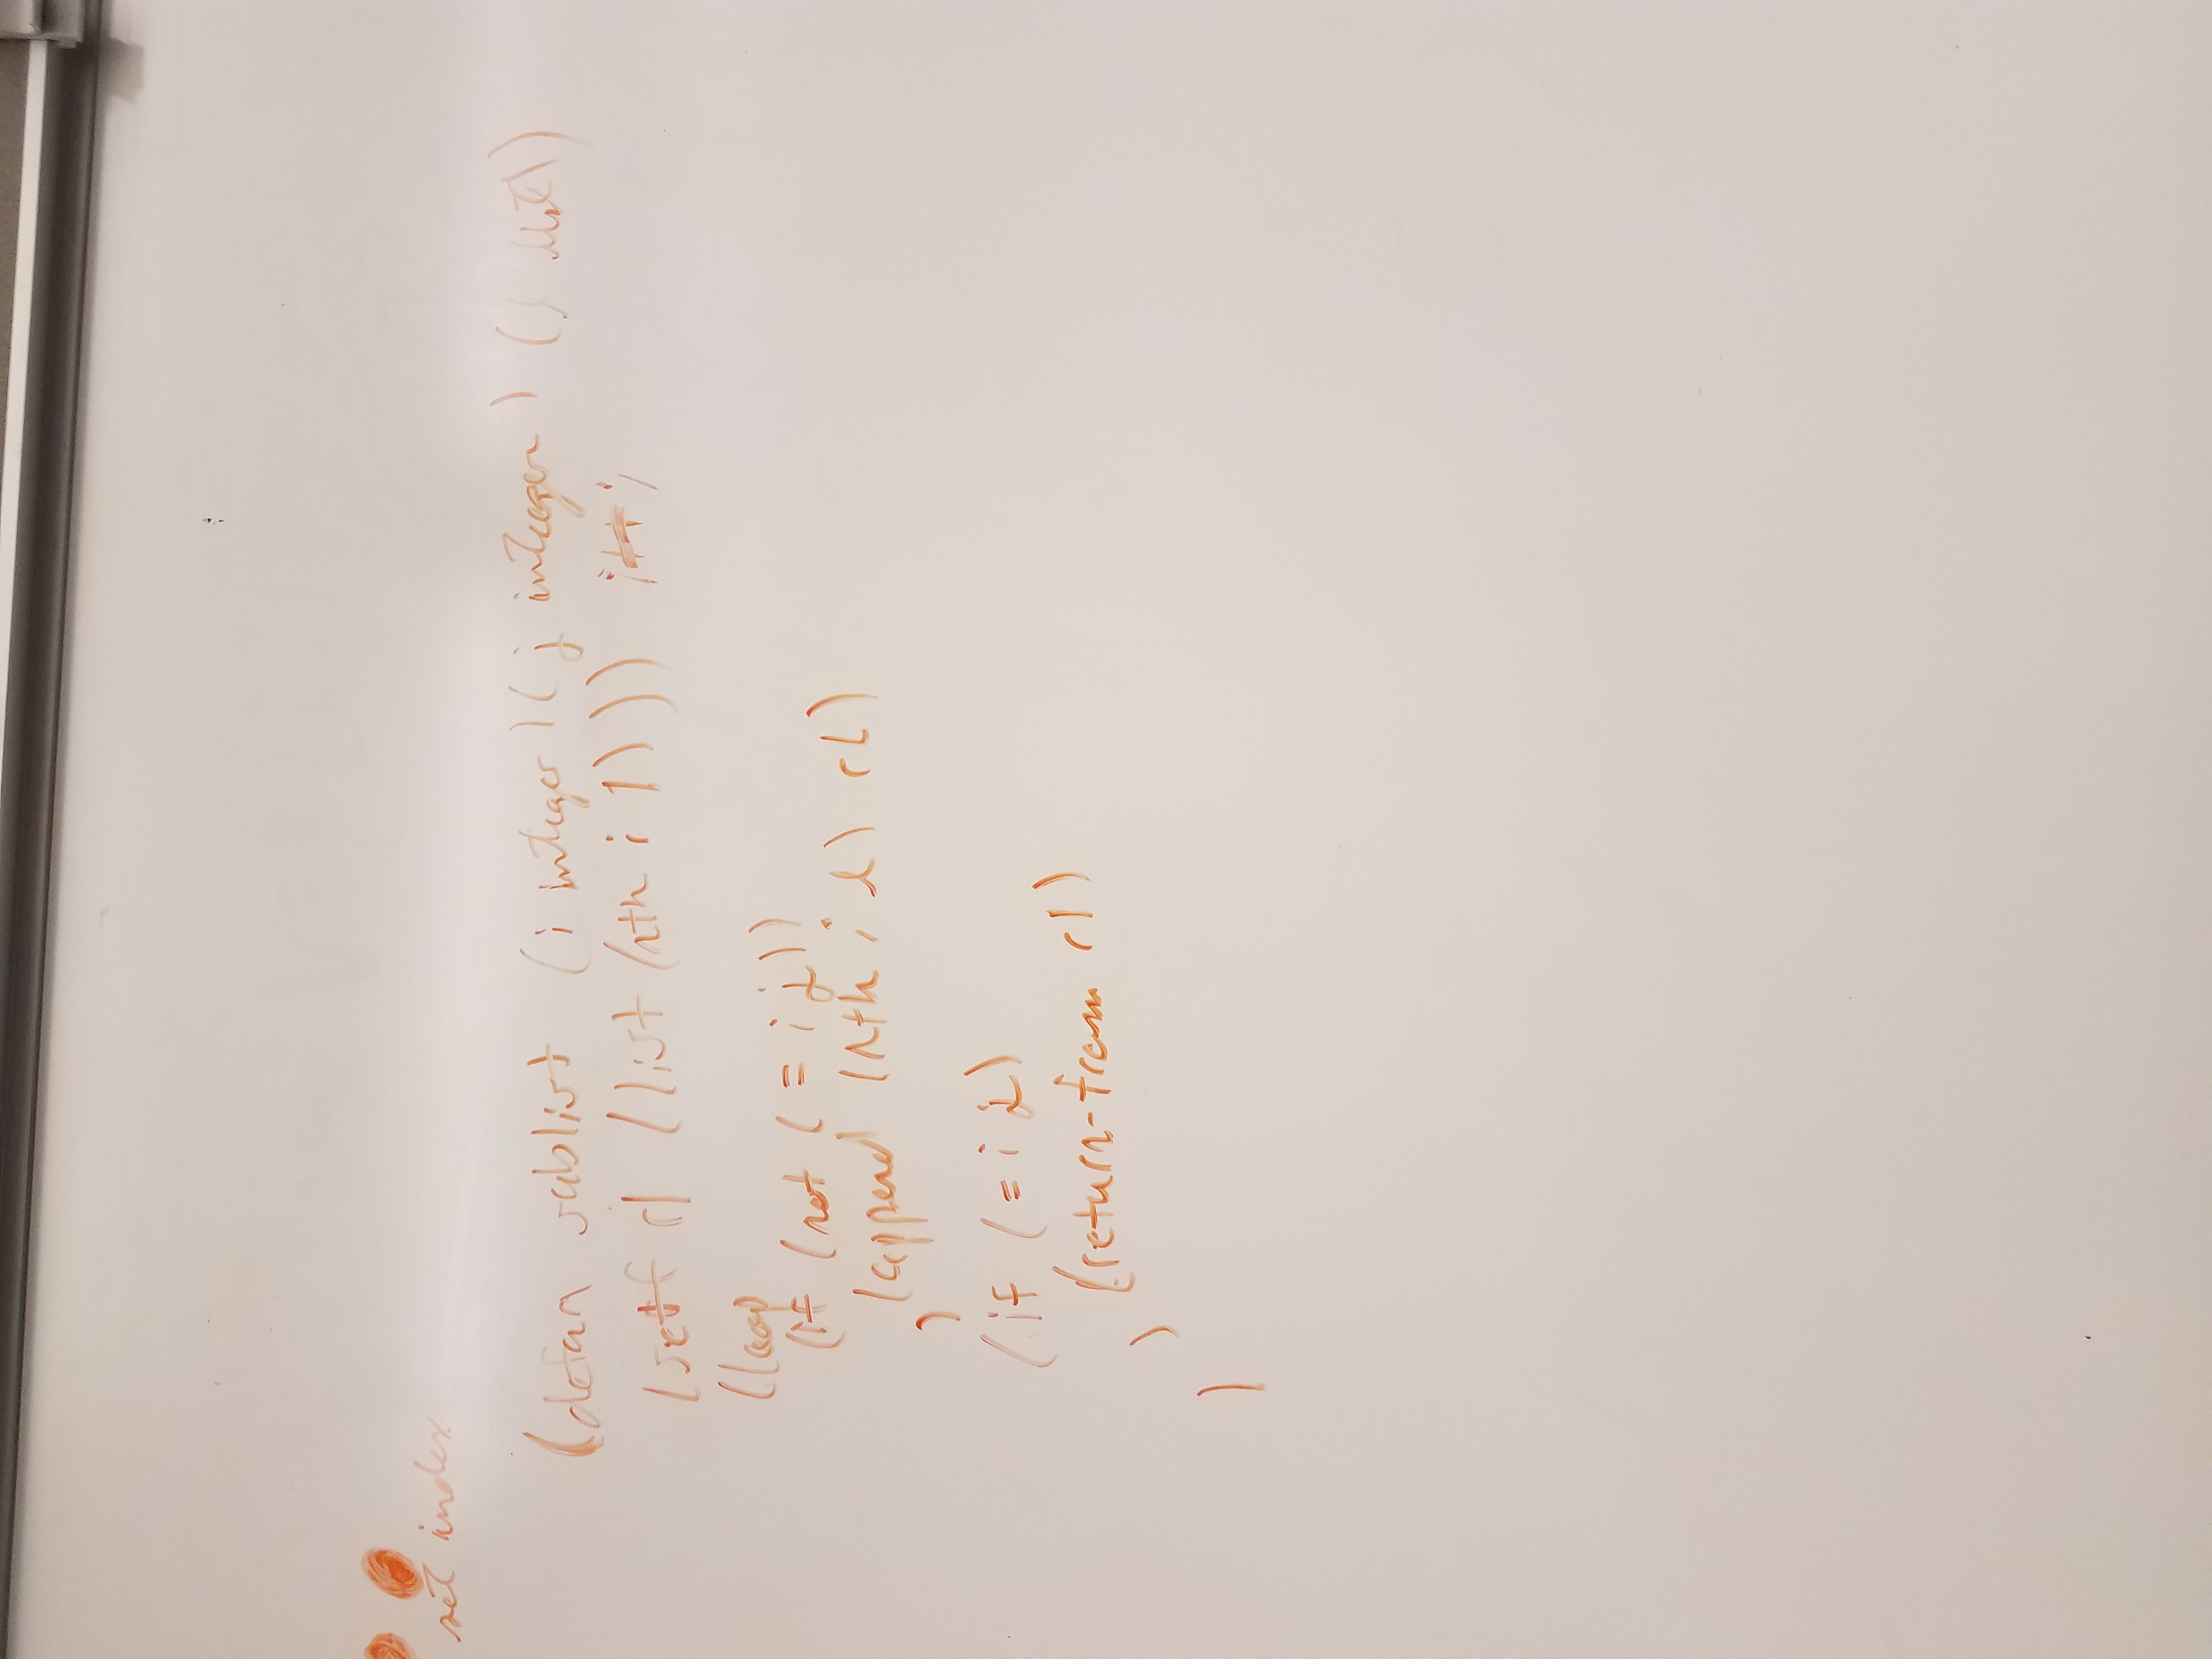 set index
(defun sublist (i integer) (j integer) (l list)
(setf rl (list (nth i l))) i++;
(loop
(if (not (= i j))
(append (nth i l) rl)
)
(if (= i j)
(return-from rl)
)
)